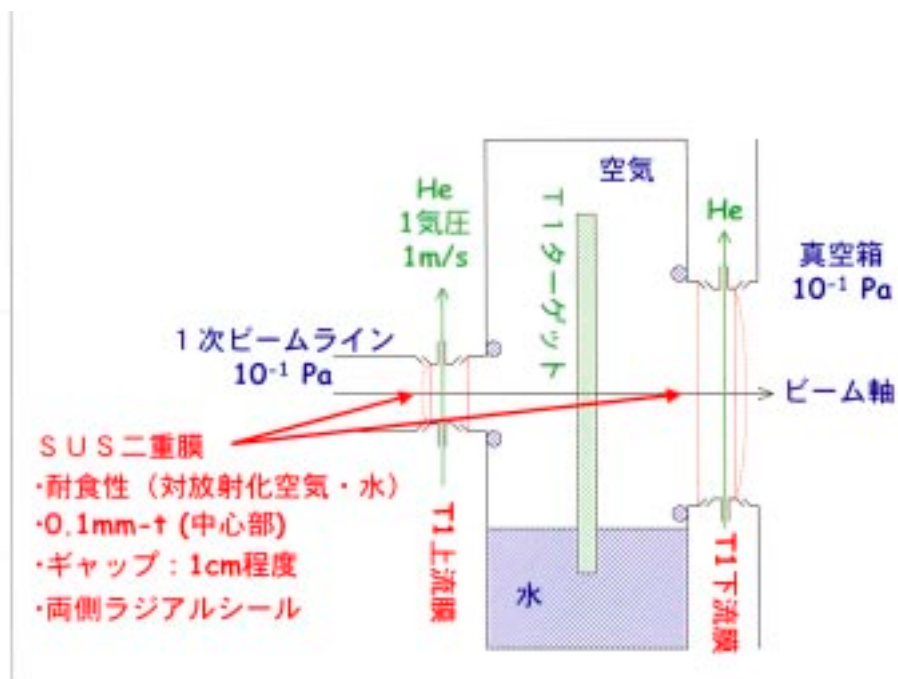 空気
He
1気圧
1m/s
T1ターゲット
He
真空箱
10⁻¹ Pa
1次ビームライン
10⁻¹ Pa
ビーム軸
SUS二重膜
・耐食性（対放射化空気・水）
・0.1mm-t (中心部)
・ギャップ：1cm程度
・両側ラジアルシール
T1上流膜
水
T1下流膜